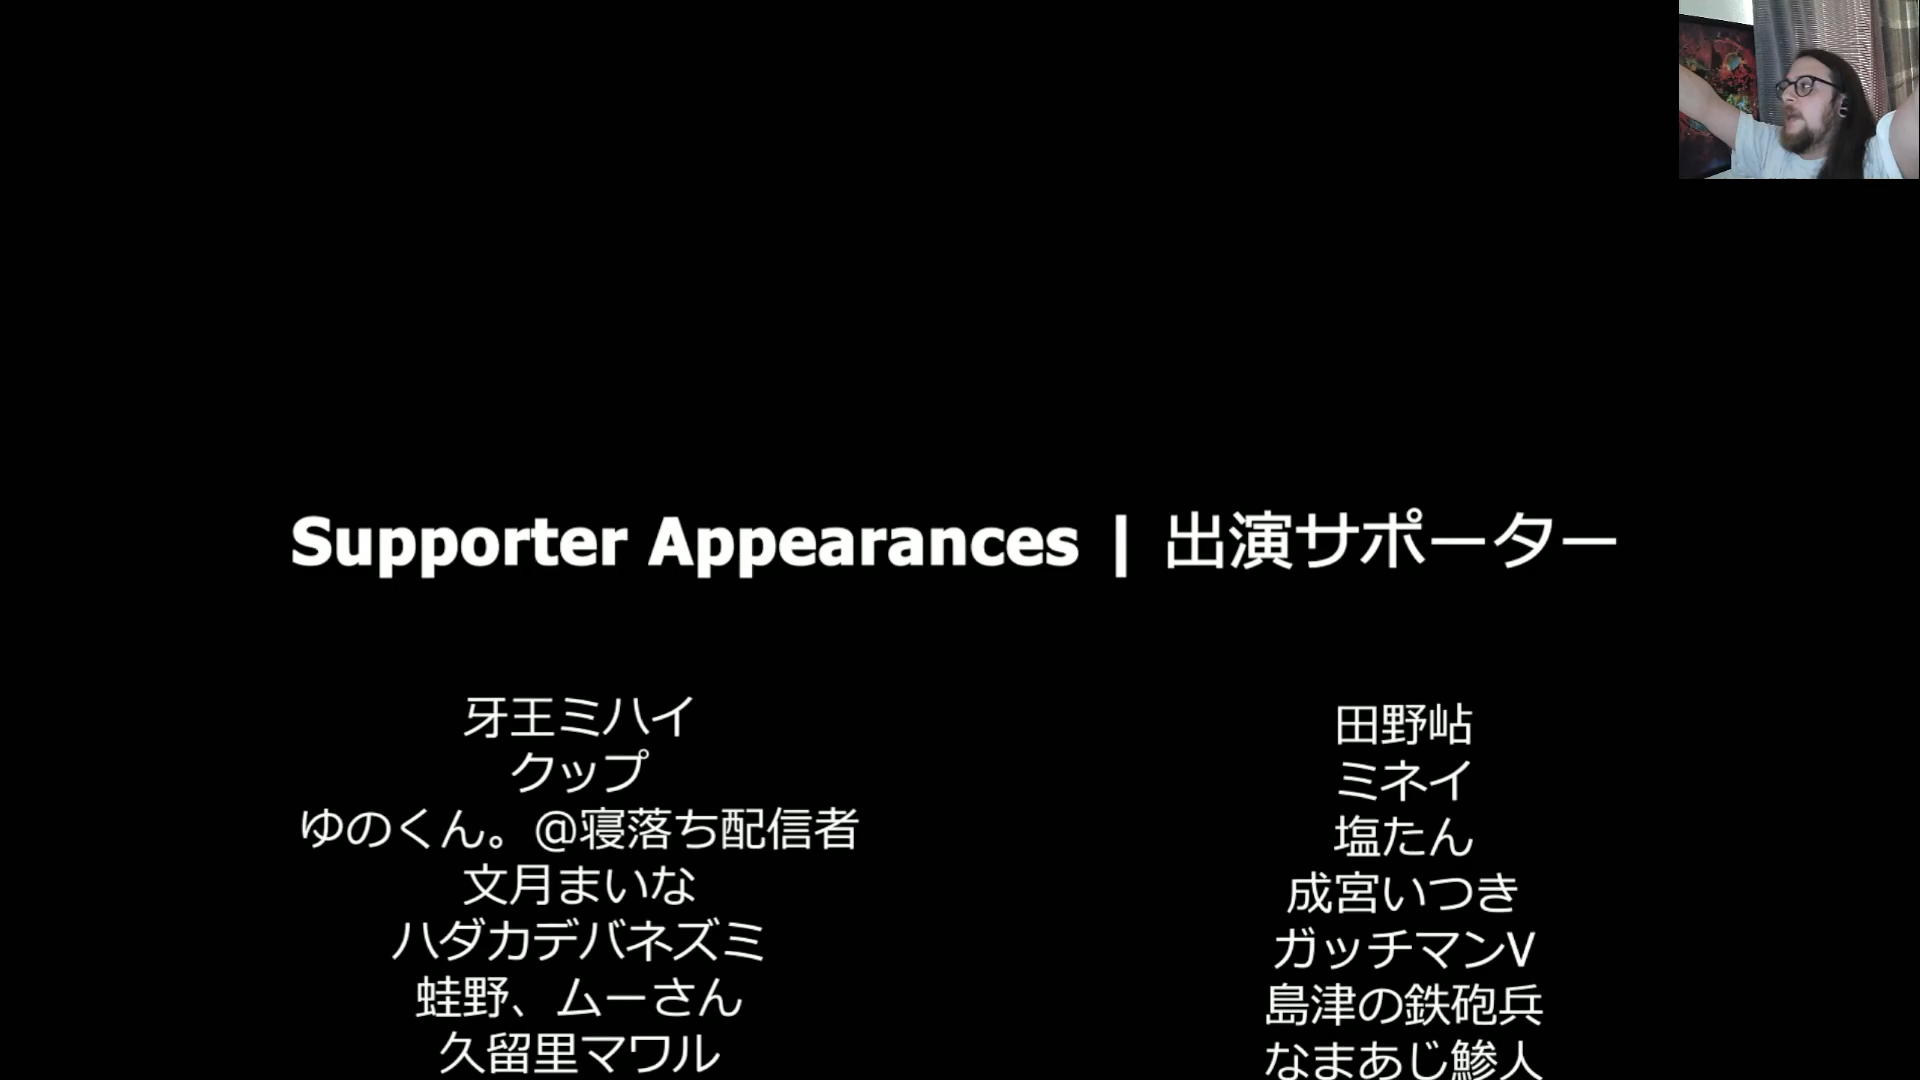 Supporter Appearances | 出演サポーター
牙王ミハイ
クップ
ゆのくん。@寝落ち配信者
文月まいな
ハダカデバネズミ
蛙野、ムーさん
久留里マワル
田野岾
ミネイ
塩たん
成宮いつき
ガッチマンV
島津の鉄砲兵
なまあじ鯵人